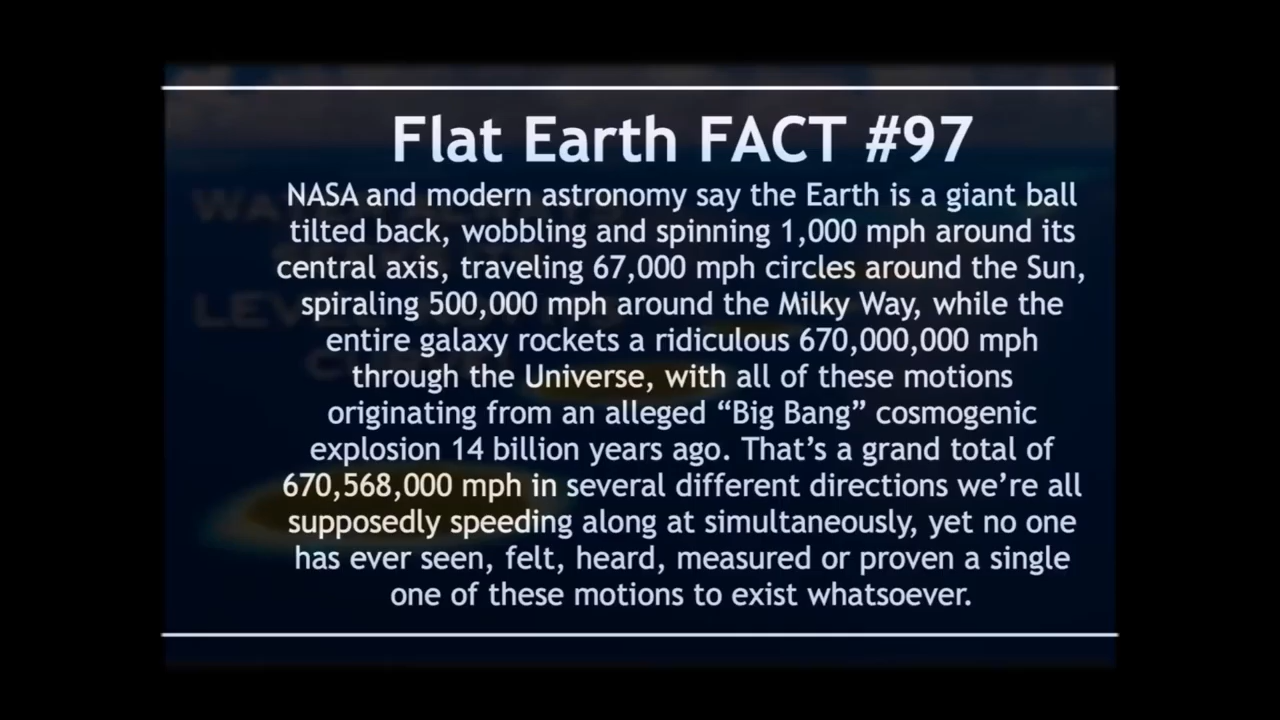 Flat Earth FACT #97
NASA and modern astronomy say the Earth is a giant ball
tilted back, wobbling and spinning 1,000 mph around its
central axis, traveling 67,000 mph circles around the Sun,
spiraling 500,000 mph around the Milky Way, while the
entire galaxy rockets a ridiculous 670,000,000 mph
through the Universe, with all of these motions
originating from an alleged “Big Bang” cosmogenic
explosion 14 billion years ago. That’s a grand total of
670,568,000 mph in several different directions we’re all
supposedly speeding along at simultaneously, yet no one
has ever seen, felt, heard, measured or proven a single
one of these motions to exist whatsoever.